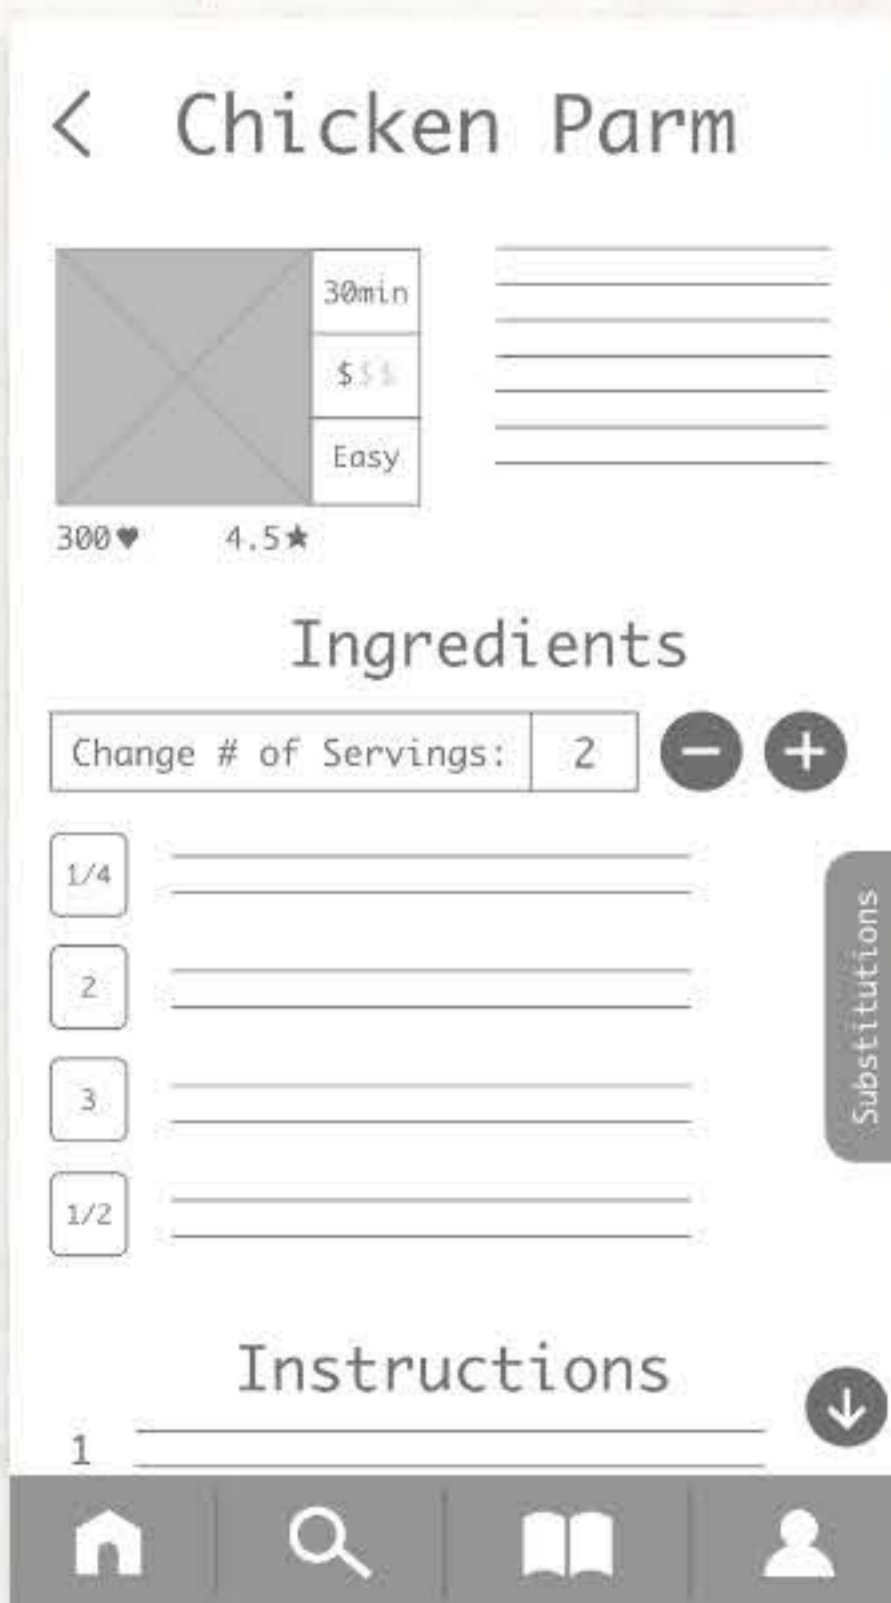 Chicken Parm
30min
$$$
Easy
300♥ 4.5★
Ingredients
Change # of Servings: 2
1/4
2
3
1/2
Substitutions
Instructions
1